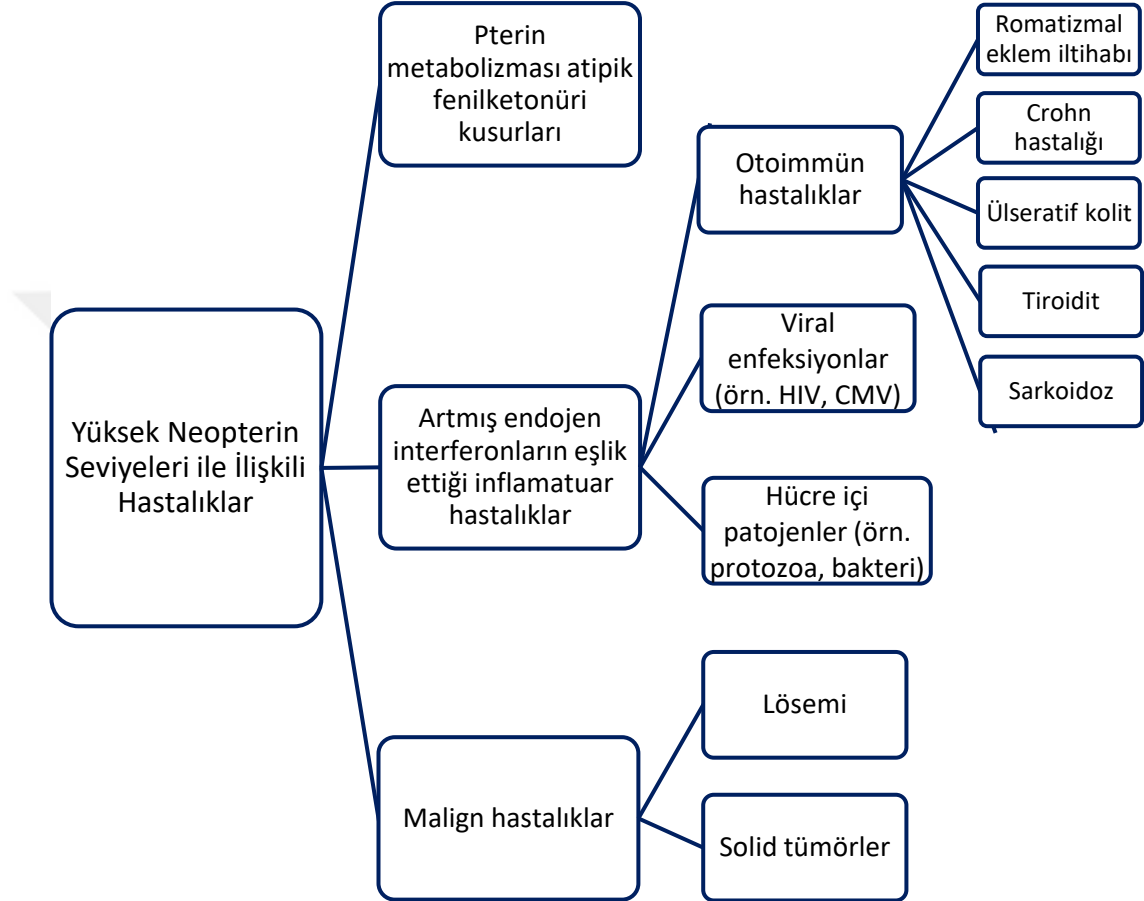 Yüksek Neopterin
Seviyeleri ile İlişkili
Hastalıklar
Pterin
metabolizması atipik
fenilketonüri
kusurları
Artmış endojen
interferonların eşlik
ettiği inflamatuar
hastalıklar
Otoimmün
hastalıklar
Romatizmal
eklem iltihabı
Crohn
hastalığı
Ülseratif kolit
Tiroidit
Sarkoidoz
Viral
enfeksiyonlar
(örn. HIV, CMV)
Hücre içi
patojenler (örn.
protozoa, bakteri)
Malign hastalıklar
Lösemi
Solid tümörler